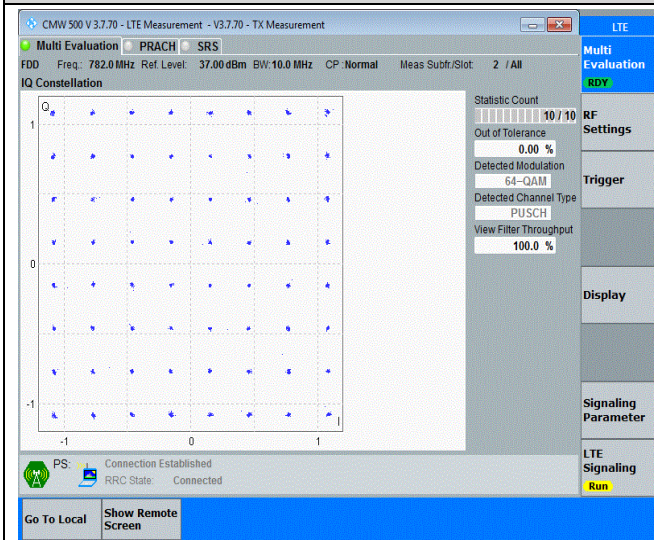 CMW 500 V 3.7.70 - LTE Measurement - V3.7.70 - TX Measurement
LTE
Multi Evaluation PRACH SRS
FDD Freq.: 782.0 MHz Ref. Level: 37.00 dBm BW: 10.0 MHz CP :Normal Meas Subfr./Slot: 2 / All
IQ Constellation
Q
1
0
-1
I
-1 0 1
Statistic Count
10 / 10
Out of Tolerance
0.00 %
Detected Modulation
64-QAM
Detected Channel Type
PUSCH
View Filter Throughput
100.0 %
Multi
Evaluation
RDY
RF
Settings
Trigger
Display
Signaling
Parameter
LTE
Signaling
Run
PS: Connection Established
RRC State: Connected
Go To Local
Show Remote
Screen